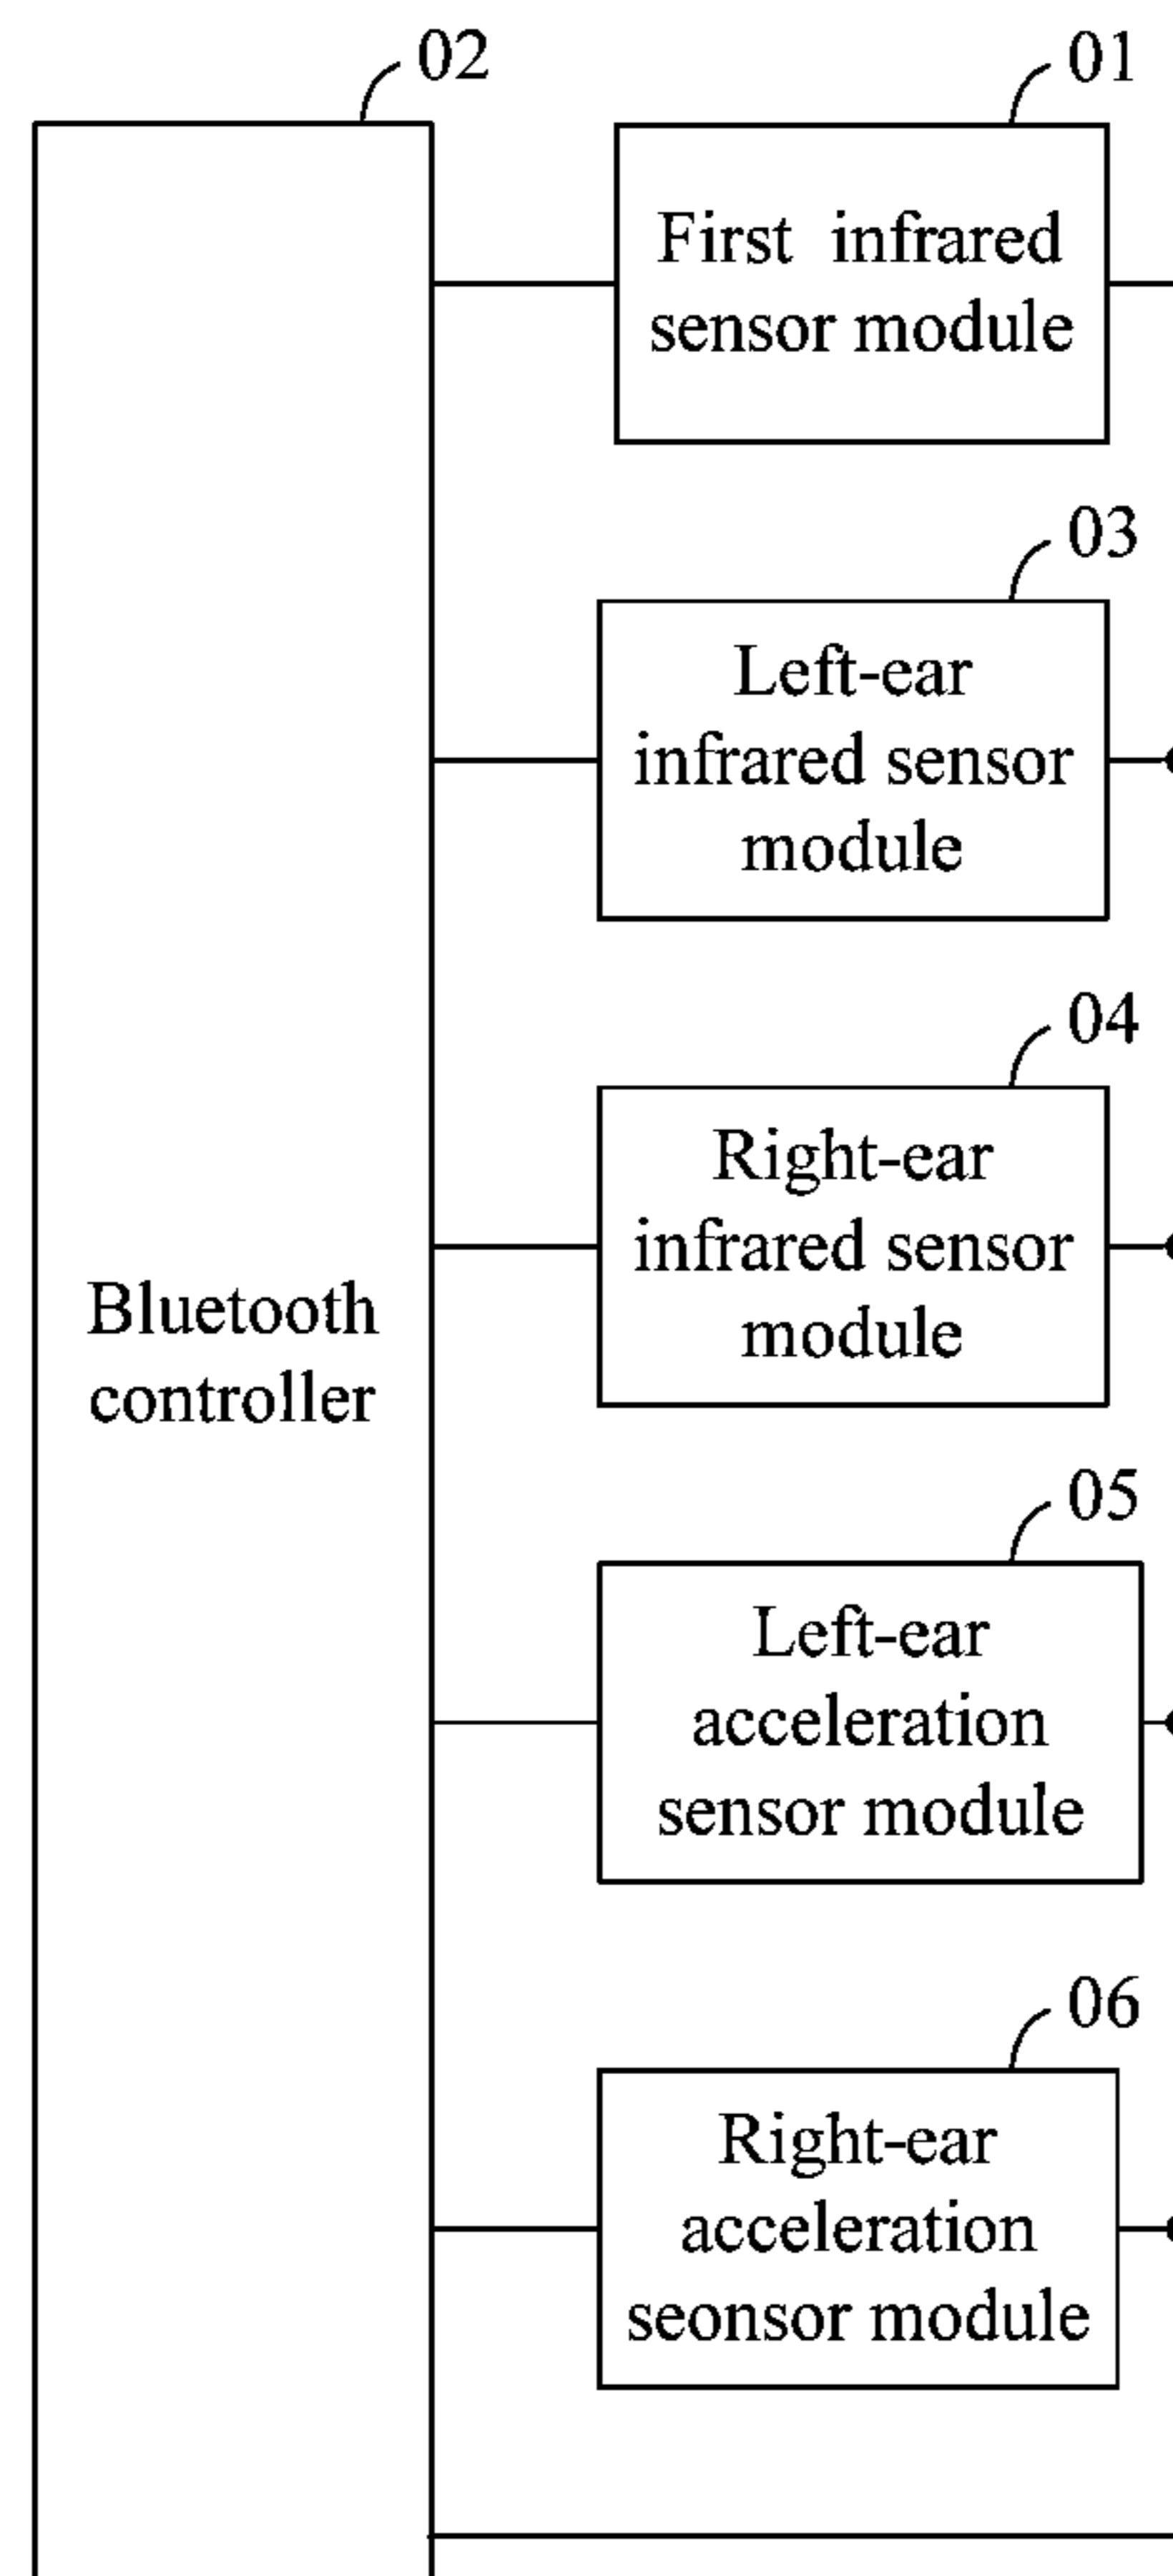 02
01
First infrared
sensor module
03
Left-ear
infrared sensor
module
04
Right-ear
infrared sensor
module
Bluetooth
controller
05
Left-ear
acceleration
sensor module
06
Right-ear
acceleration
seonsor module